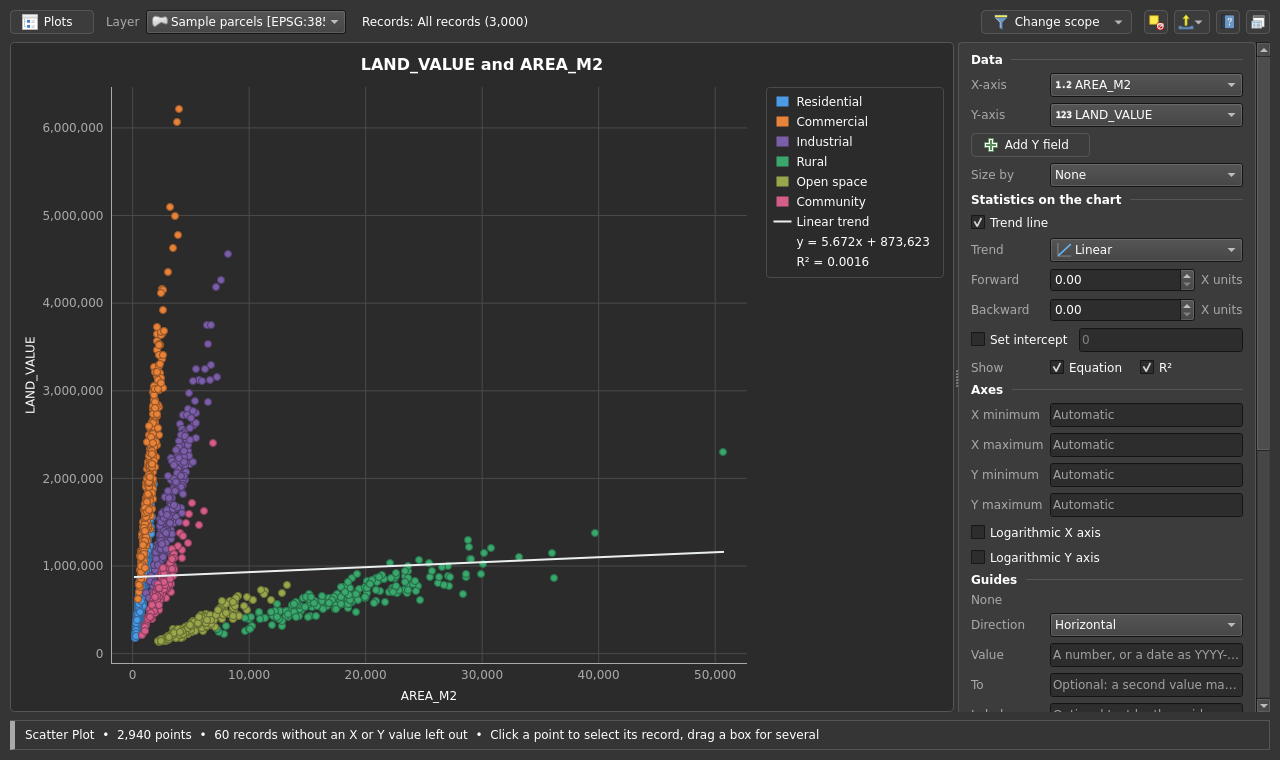 Plots
Layer
Sample parcels [EPSG:385
Records: All records (3,000)
Change scope
LAND_VALUE and AREA_M2
6,000,000
5,000,000
4,000,000
3,000,000
2,000,000
1,000,000
0
LAND_VALUE
0 10,000 20,000 30,000 40,000 50,000
AREA_M2
Residential
Commercial
Industrial
Rural
Open space
Community
Linear trend
y = 5.672x + 873,623
R² = 0.0016
Data
X-axis 1.2 AREA_M2
Y-axis 123 LAND_VALUE
Add Y field
Size by None
Statistics on the chart
Trend line
Trend Linear
Forward 0.00 X units
Backward 0.00 X units
Set intercept 0
Show Equation R²
Axes
X minimum Automatic
X maximum Automatic
Y minimum Automatic
Y maximum Automatic
Logarithmic X axis
Logarithmic Y axis
Guides
None
Direction Horizontal
Value A number, or a date as YYYY-...
To Optional: a second value ma...
Scatter Plot • 2,940 points • 60 records without an X or Y value left out • Click a point to select its record, drag a box for several